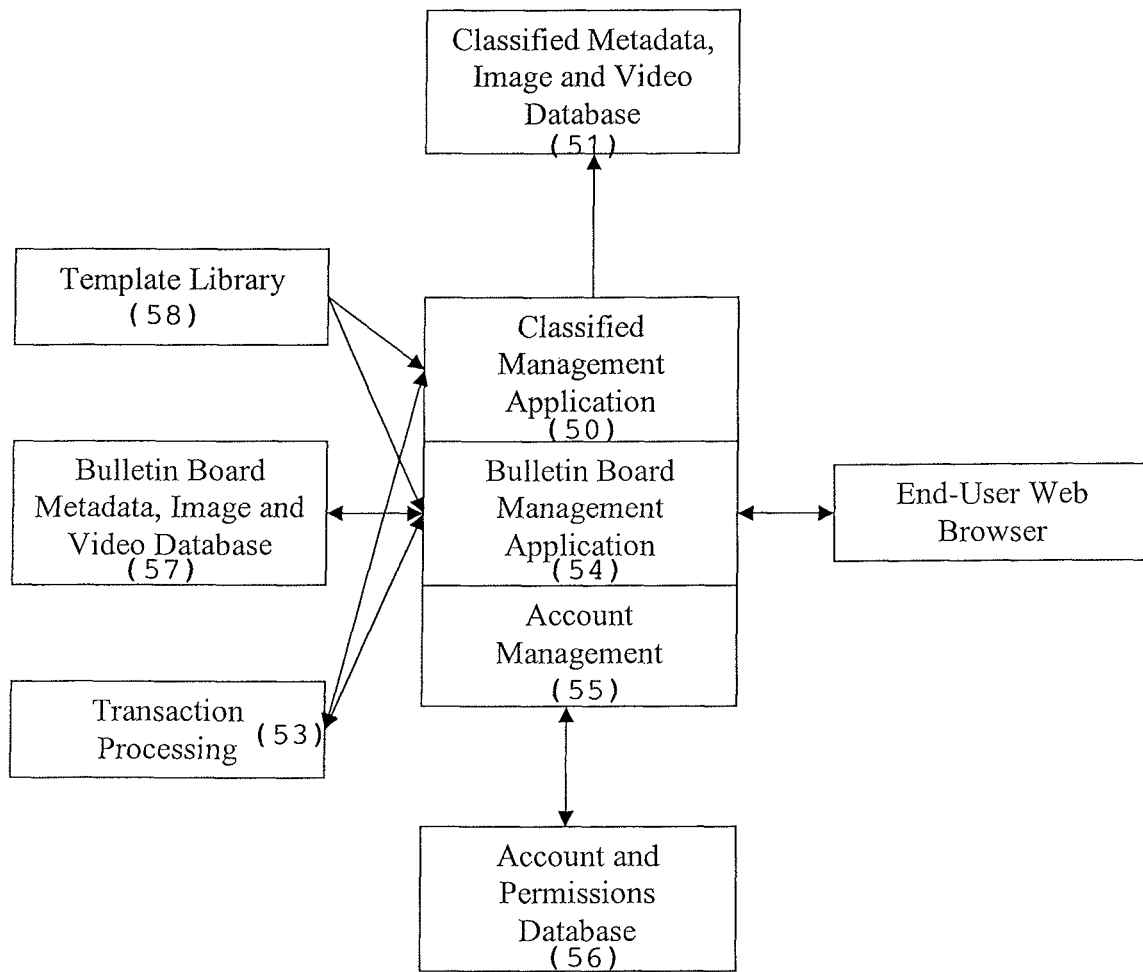 Classified Metadata,
Image and Video
Database
(51)
Template Library
(58)
Classified
Management
Application
(50)
Bulletin Board
Metadata, Image and
Video Database
(57)
Bulletin Board
Management
Application
(54)
End-User Web
Browser
Account
Management
(55)
Transaction
Processing (53)
Account and
Permissions
Database
(56)